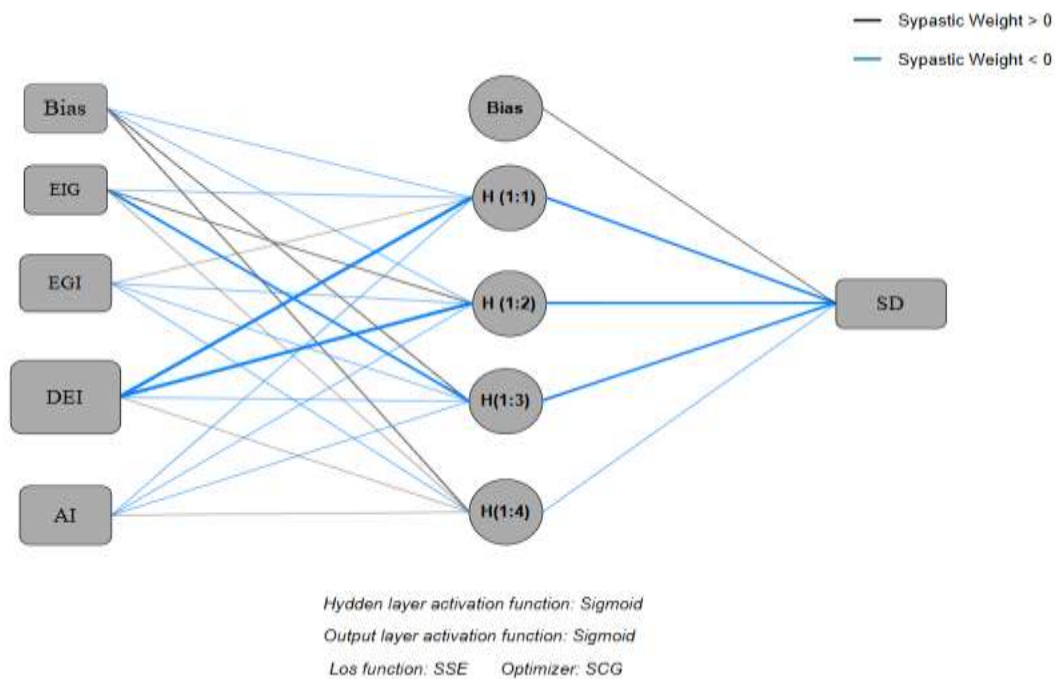 Sypastic Weight > 0
Sypastic Weight < 0
Bias
EIG
EGI
DEI
AI
Bias
H (1:1)
H (1:2)
H(1:3)
H(1:4)
SD
Hydden layer activation function: Sigmoid
Output layer activation function: Sigmoid
Los function: SSE Optimizer: SCG